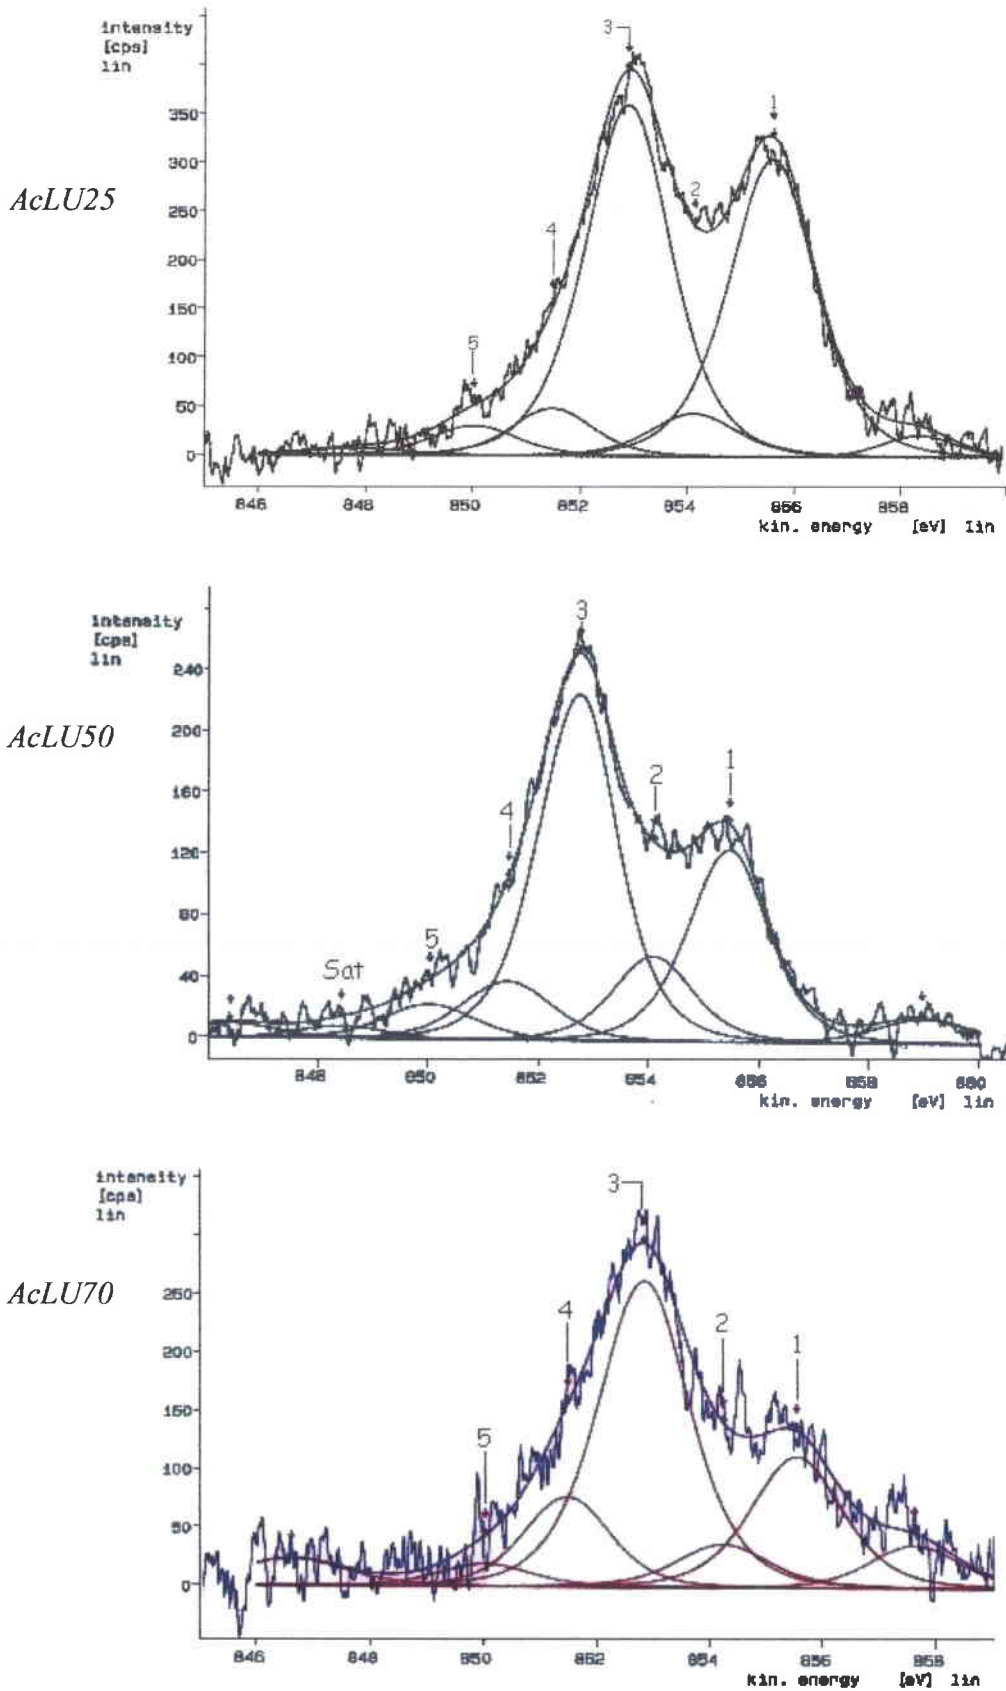 intensity
[cps]
lin
3
1
2
4
5
AcLU25
350
300
250
200
150
100
50
0
846 848 850 852 854 856 858
kin. energy [eV] lin
intensity
[cps]
lin
3
2
1
4
5
Sat
AcLU50
240
200
160
120
80
40
0
848 850 852 854 856 858 860
kin. energy [eV] lin
intensity
[cps]
lin
3
4
2
1
5
AcLU70
250
200
150
100
50
0
846 848 850 852 854 856 858
kin. energy [eV] lin